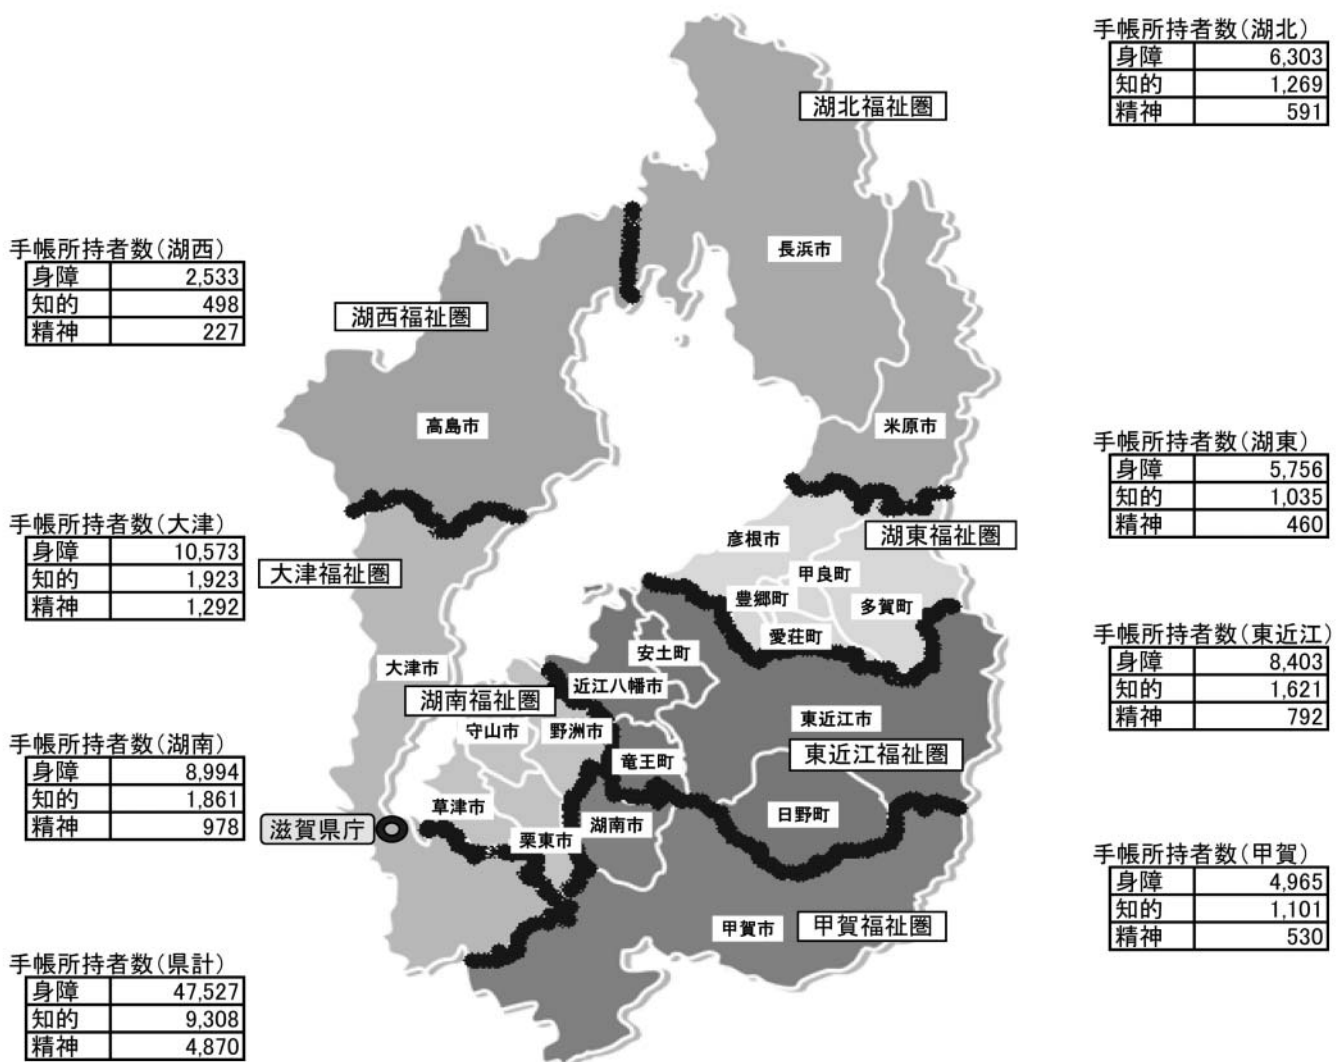 手帳所持者数(湖北)
身障 6,303
知的 1,269
精神 591
湖北福祉圏
長浜市
手帳所持者数(湖西)
身障 2,533
知的 498
精神 227
湖西福祉圏
高島市
米原市
手帳所持者数(湖東)
身障 5,756
知的 1,035
精神 460
手帳所持者数(大津)
身障 10,573
知的 1,923
精神 1,292
大津福祉圏
湖東福祉圏
彦根市
甲良町
豊郷町
多賀町
愛荘町
手帳所持者数(東近江)
身障 8,403
知的 1,621
精神 792
安土町
大津市
近江八幡市
湖南福祉圏
東近江市
守山市
野洲市
東近江福祉圏
竜王町
手帳所持者数(湖南)
身障 8,994
知的 1,861
精神 978
草津市
日野町
滋賀県庁
湖南市
栗東市
手帳所持者数(甲賀)
身障 4,965
知的 1,101
精神 530
甲賀市
甲賀福祉圏
手帳所持者数(県計)
身障 47,527
知的 9,308
精神 4,870